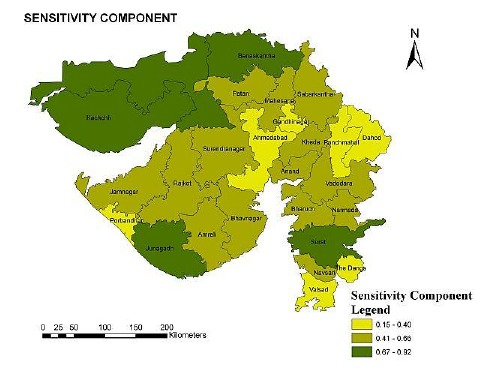 SENSITIVITY COMPONENT
N
Banaskantha
Patan
Mahesana
Sabarkantha
Kachchh
Gandhinagar
Ahmedabad
Kheda
Panchmahal
Dahod
Surendranagar
Anand
Vadodara
Jamnagar
Rajkot
Bharuch
Narmada
Porbandar
Bhavnagar
Amreli
Junagadh
Surat
Navsari
The Dangs
Valsad
Sensitivity Component
Legend
0.15 - 0.40
0.41 - 0.66
0.67 - 0.92
0 25 50 100 150 200
Kilometers